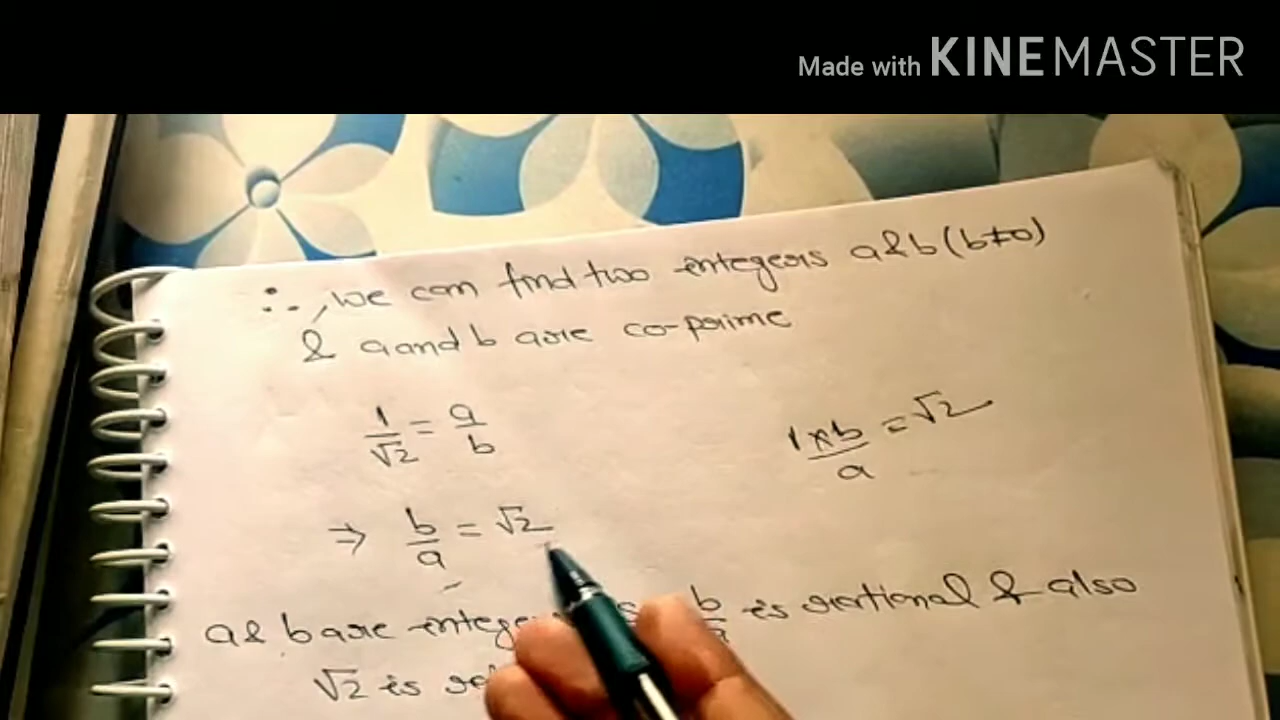 Made with KINEMASTER
∴, we can find two integers a & b (b≠0)
& a and b are co-prime
1/√2 = a/b
1×b/a = √2
⇒ b/a = √2
a & b are b/a is rational & also
√2 is